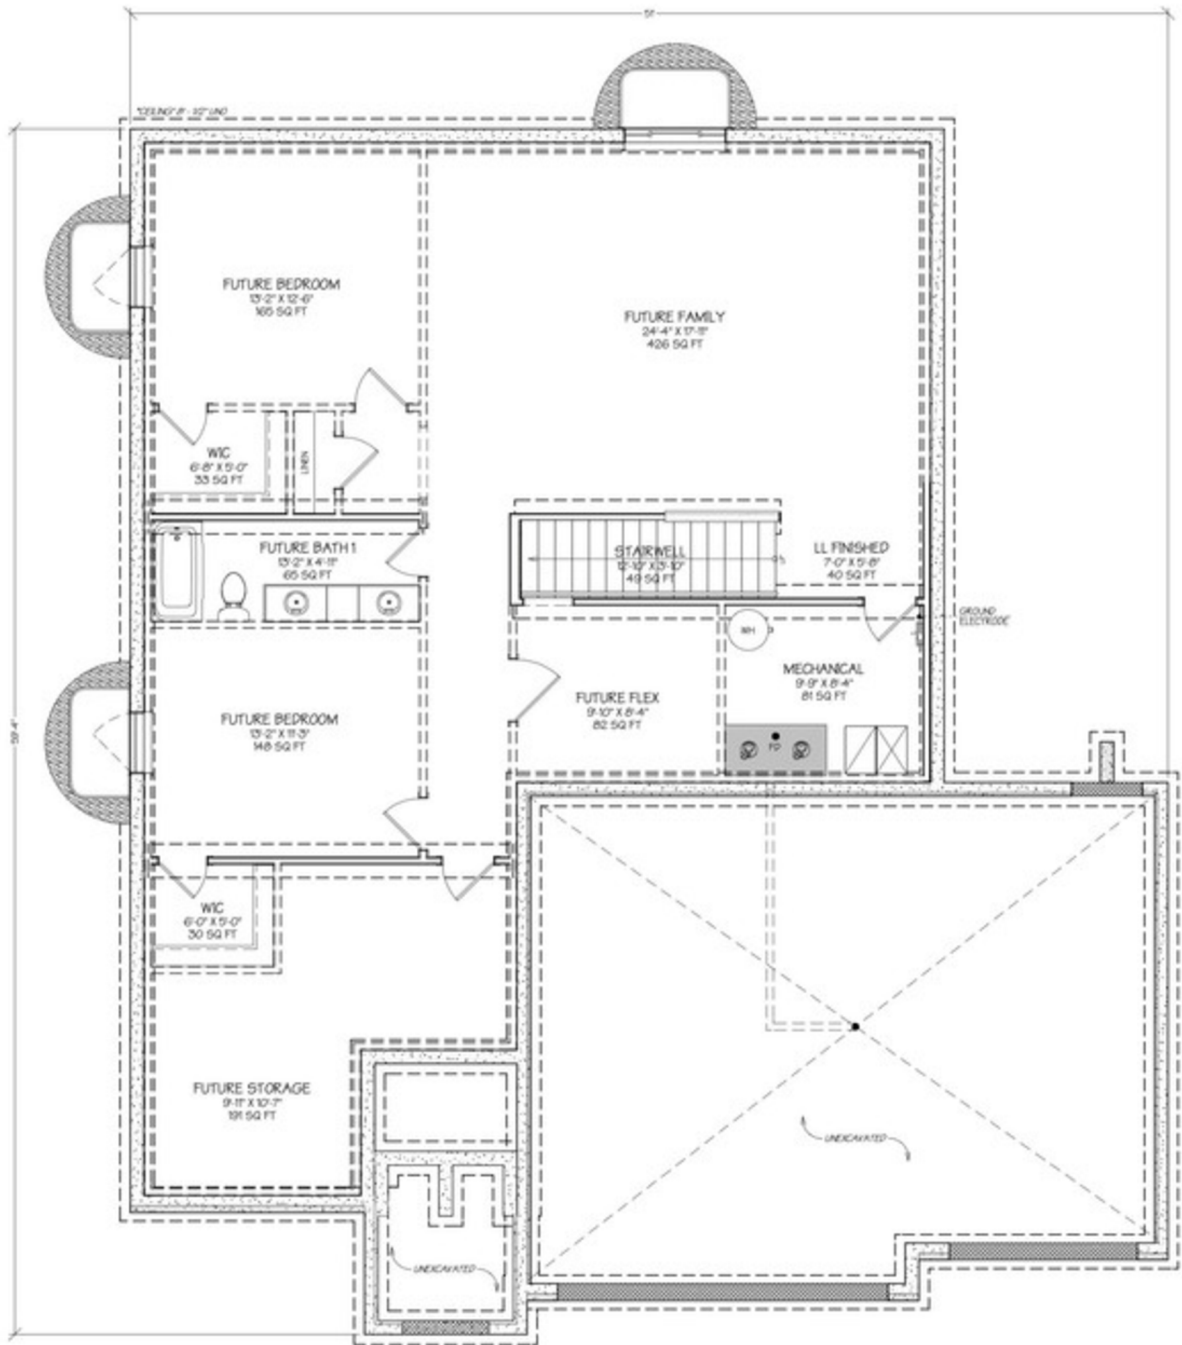 51'
"CEILING" 8' - 1/2" UNO
FUTURE BEDROOM
13'-2" X 12'-6"
165 SQ FT
FUTURE FAMILY
24'-4" X 17'-11"
426 SQ FT
WIC
6'-8" X 5'-0"
33 SQ FT
LINEN
FUTURE BATH 1
13'-2" X 4'-11"
65 SQ FT
STAIRWELL
12'-10" X 3'-10"
49 SQ FT
LL FINISHED
7'-0" X 5'-8"
40 SQ FT
GROUND
ELECTRODE
WH
MECHANICAL
9'-9" X 8'-4"
81 SQ FT
FUTURE FLEX
9'-10" X 8'-4"
82 SQ FT
FUTURE BEDROOM
13'-2" X 11'-3"
148 SQ FT
FD
59'-4"
WIC
6'-0" X 5'-0"
30 SQ FT
FUTURE STORAGE
9'-11" X 10'-7"
191 SQ FT
UNEXCAVATED
UNEXCAVATED